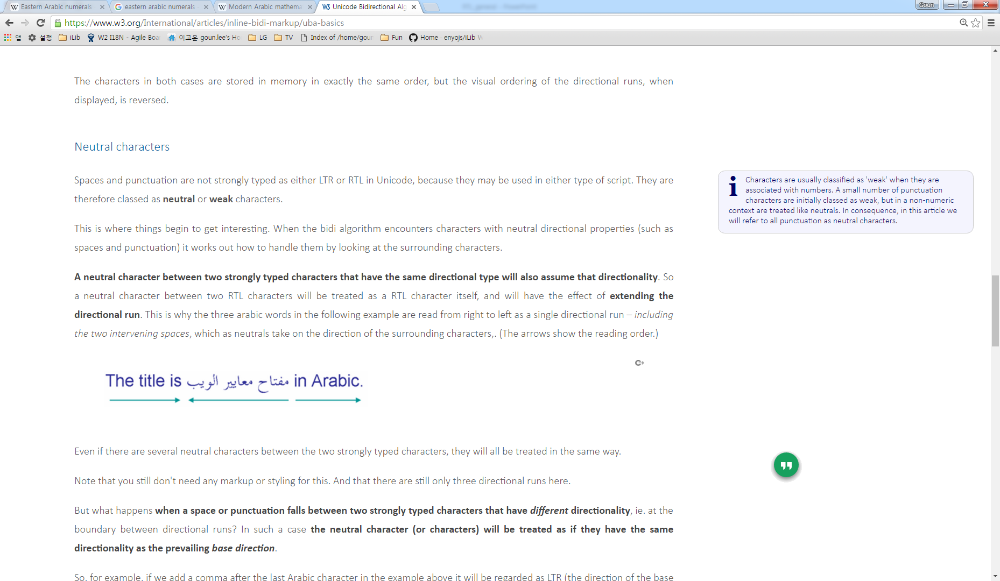 Eastern Arabic numerals
eastern arabic numerals
Modern Arabic mathema
Unicode Bidirectional Alg
Goun
https://www.w3.org/International/articles/inline-bidi-markup/uba-basics
앱 설정 iLib W2 I18N - Agile Boa 이고운 goun.lee's Ho LG TV Index of /home/gour Fun Home · enyojs/iLib W
The characters in both cases are stored in memory in exactly the same order, but the visual ordering of the directional runs, when
displayed, is reversed.
Neutral characters
Spaces and punctuation are not strongly typed as either LTR or RTL in Unicode, because they may be used in either type of script. They are
therefore classed as neutral or weak characters.
Characters are usually classified as 'weak' when they are
associated with numbers. A small number of punctuation
characters are initially classed as weak, but in a non-numeric
context are treated like neutrals. In consequence, in this article we
will refer to all punctuation as neutral characters.
This is where things begin to get interesting. When the bidi algorithm encounters characters with neutral directional properties (such as
spaces and punctuation) it works out how to handle them by looking at the surrounding characters.
A neutral character between two strongly typed characters that have the same directional type will also assume that directionality. So
a neutral character between two RTL characters will be treated as a RTL character itself, and will have the effect of extending the
directional run. This is why the three arabic words in the following example are read from right to left as a single directional run – including
the two intervening spaces, which as neutrals take on the direction of the surrounding characters,. (The arrows show the reading order.)
The title is مفتاح معايير الويب in Arabic.
Even if there are several neutral characters between the two strongly typed characters, they will all be treated in the same way.
Note that you still don't need any markup or styling for this. And that there are still only three directional runs here.
But what happens when a space or punctuation falls between two strongly typed characters that have different directionality, ie. at the
boundary between directional runs? In such a case the neutral character (or characters) will be treated as if they have the same
directionality as the prevailing base direction.
So, for example, if we add a comma after the last Arabic character in the example above it will be regarded as LTR (the direction of the base